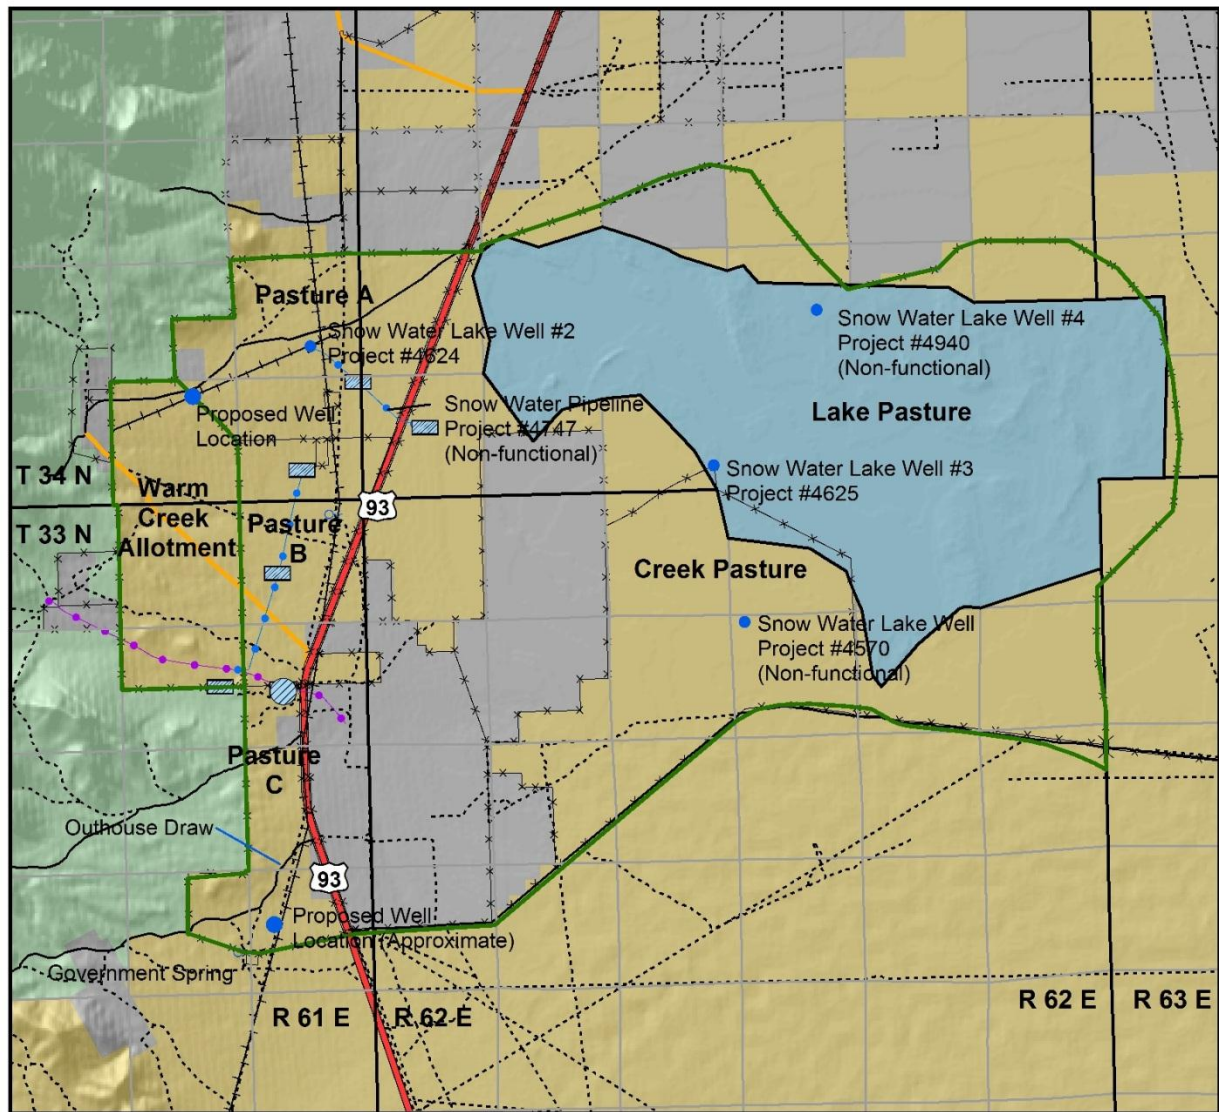 Pasture A
Snow Water Lake Well #2
Project #4624
Snow Water Lake Well #4
Project #4940
(Non-functional)
Proposed Well
Location
Snow Water Pipeline
Project #4747
(Non-functional)
Lake Pasture
T 34 N
T 33 N
Warm
Creek
Allotment
Pasture
B
93
Snow Water Lake Well #3
Project #4625
Creek Pasture
Snow Water Lake Well
Project #4570
(Non-functional)
Pasture
C
Outhouse Draw
93
Proposed Well
Location (Approximate)
Government Spring
R 61 E
R 62 E
R 62 E
R 63 E